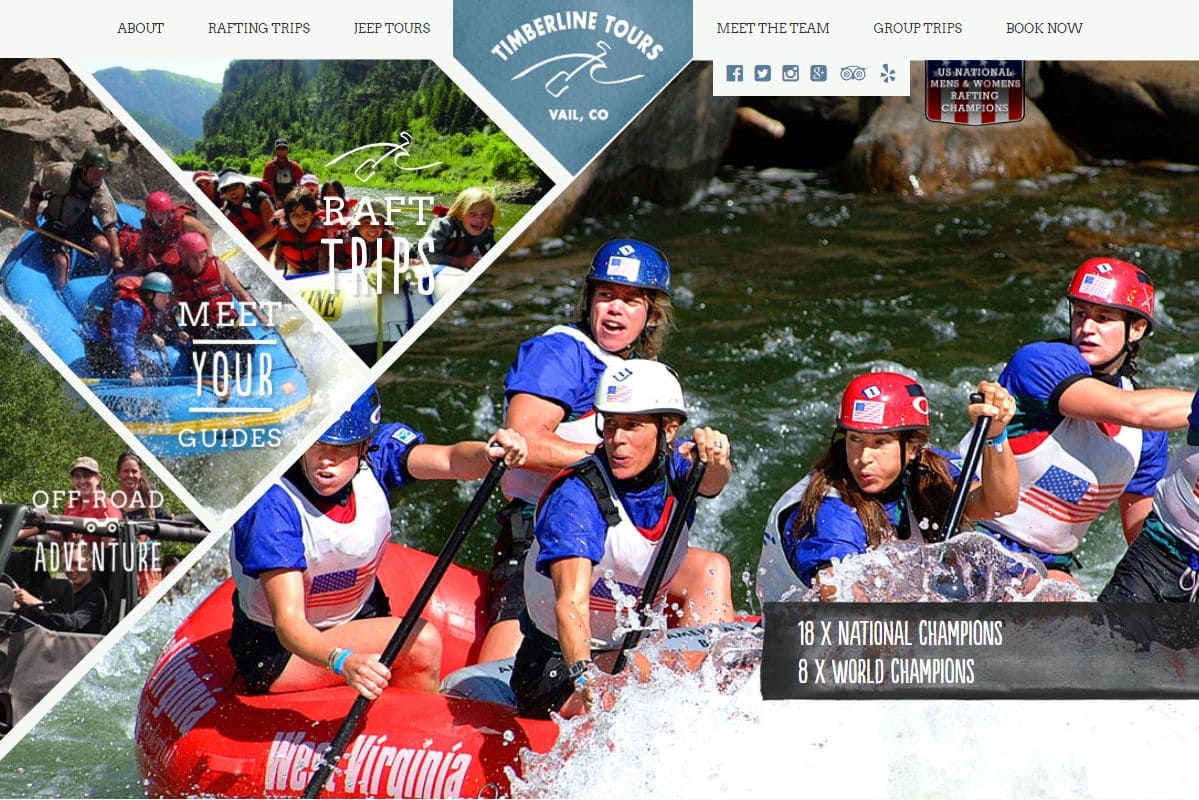 ABOUT
RAFTING TRIPS
JEEP TOURS
TIMBERLINE TOURS
VAIL, CO
MEET THE TEAM
GROUP TRIPS
BOOK NOW
US NATIONAL
MENS & WOMENS
RAFTING
CHAMPIONS
RAFT
TRIPS
MEET
YOUR
GUIDES
OFF-ROAD
ADVENTURE
18 X NATIONAL CHAMPIONS
8 X WORLD CHAMPIONS
Virginia
West Virginia